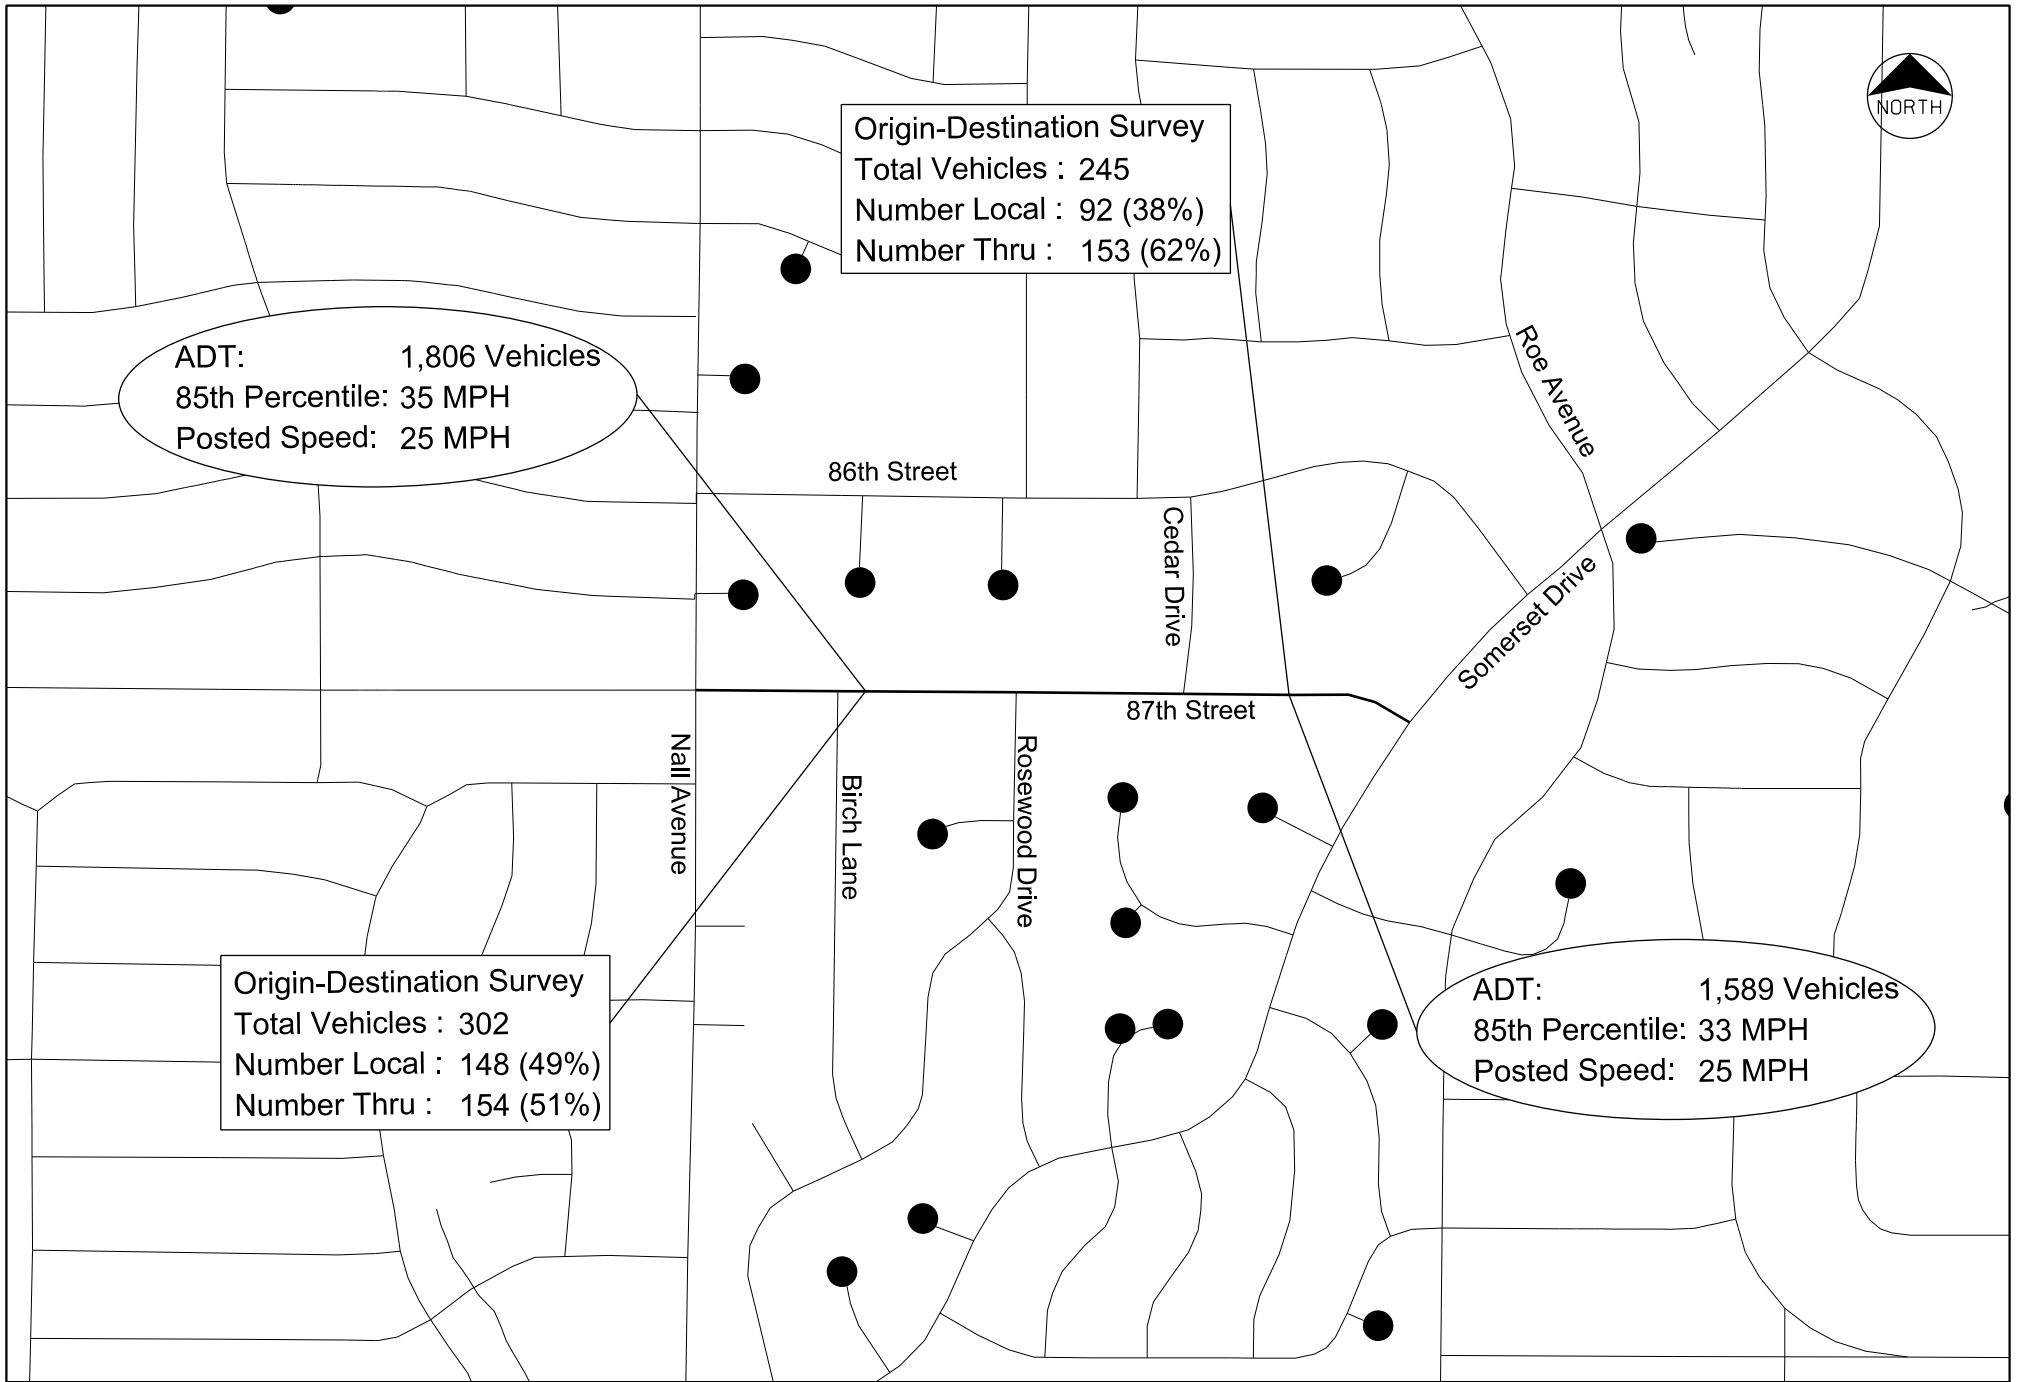 NORTH
Origin-Destination Survey
Total Vehicles : 245
Number Local : 92 (38%)
Number Thru : 153 (62%)
ADT: 1,806 Vehicles
85th Percentile: 35 MPH
Posted Speed: 25 MPH
Roe Avenue
86th Street
Cedar Drive
Somerset Drive
87th Street
Nall Avenue
Birch Lane
Rosewood Drive
Origin-Destination Survey
Total Vehicles : 302
Number Local : 148 (49%)
Number Thru : 154 (51%)
ADT: 1,589 Vehicles
85th Percentile: 33 MPH
Posted Speed: 25 MPH